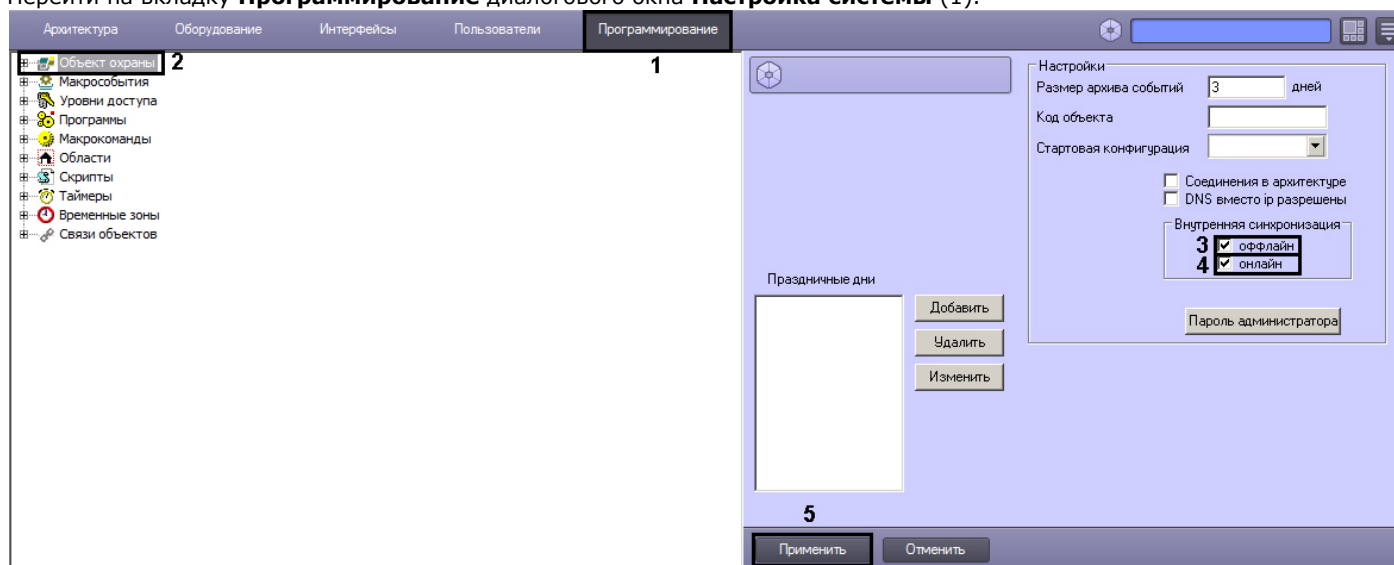 Перейти на вкладку Программирование диалогового окна Настройка системы (1).
Архитектура Оборудование Интерфейсы Пользователи Программирование
1
Объект охраны 2
Макрособытия
Уровни доступа
Программы
Макрокоманды
Области
Скрипты
Таймеры
Временные зоны
Связи объектов
Настройки
Размер архива событий 3 дней
Код объекта
Стартовая конфигурация
Соединения в архитектуре
DNS вместо ip разрешены
Внутренняя синхронизация
3 оффлайн
4 онлайн
Пароль администратора
Праздничные дни
Добавить
Удалить
Изменить
5
Применить Отменить